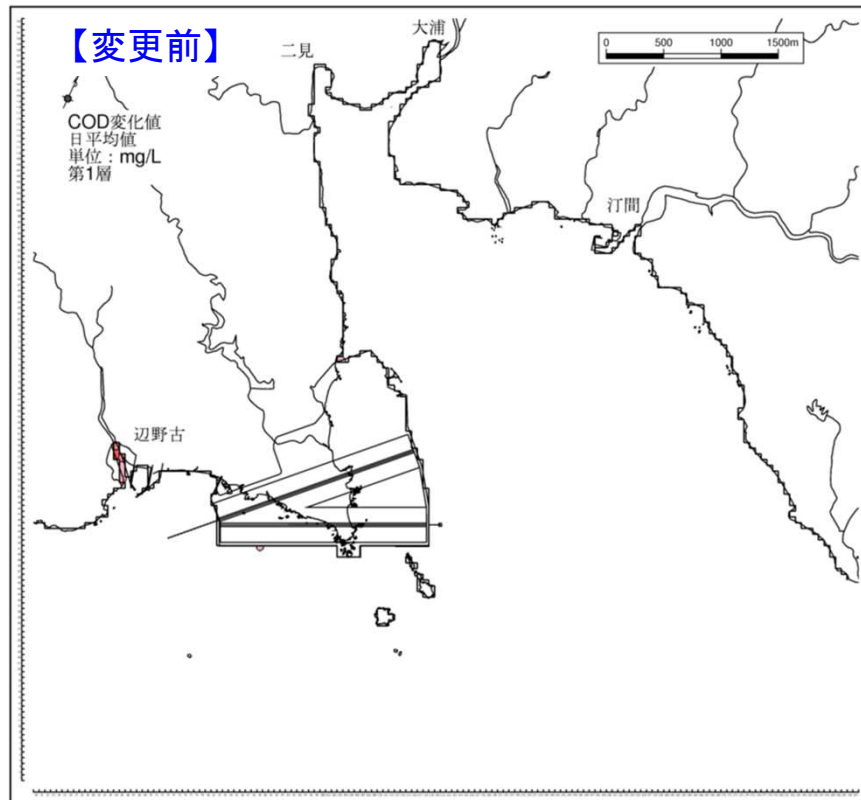 【変更前】
大浦
二見
0 500 1000 1500m
COD変化値
日平均値
単位：mg/L
第1層
汀間
辺野古